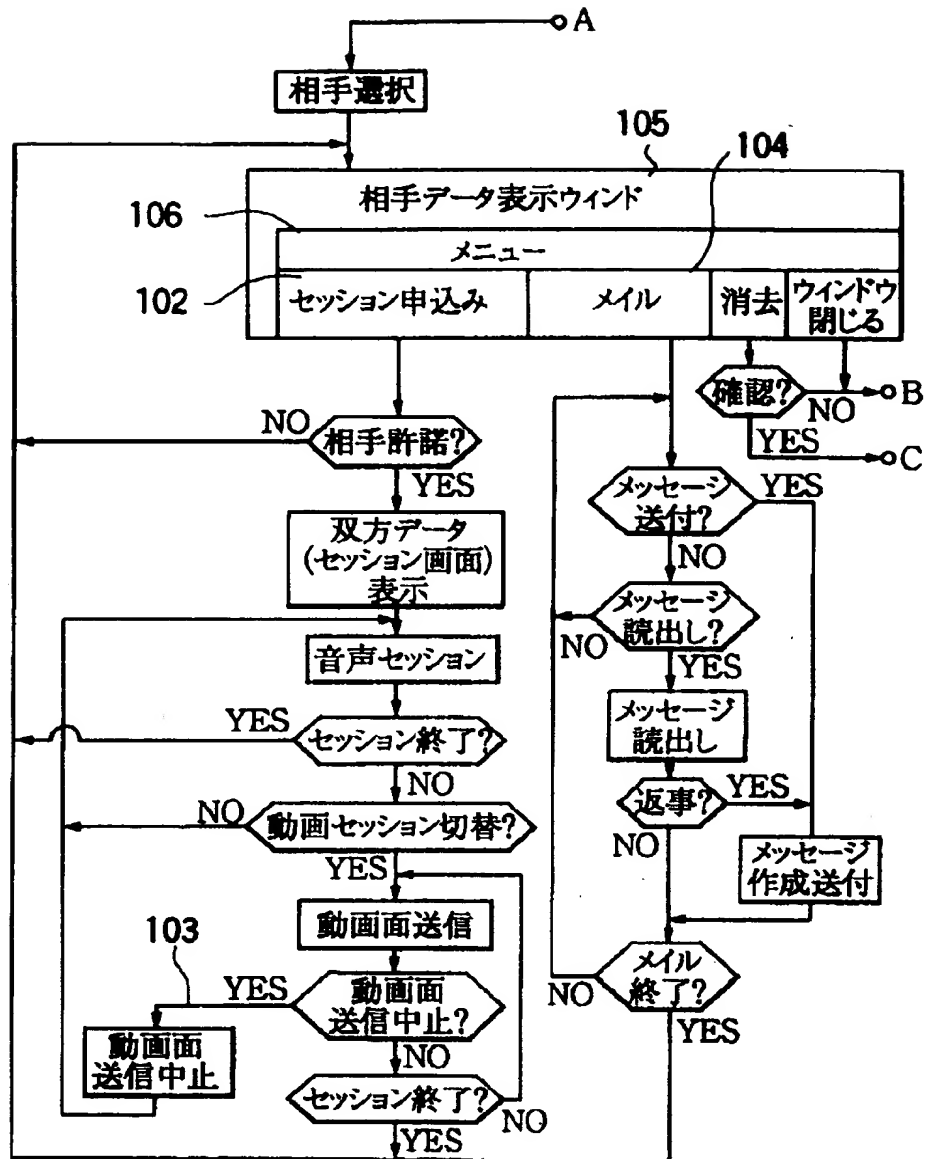 A
相手選択
105
104
相手データ表示ウィンド
106
メニュー
102
セッション申込み
メイル
消去
ウィンドウ
閉じる
確認?
NO
B
YES
C
NO
相手許諾?
YES
メッセージ
送付?
YES
NO
双方データ
(セッション画面)
表示
メッセージ
読出し?
NO
YES
音声セッション
メッセージ
読出し
YES
セッション終了?
NO
返事?
YES
NO
NO
動画セッション切替?
YES
メッセージ
作成送付
動画面送信
103
YES
動画面
送信中止?
NO
メイル
終了?
NO
YES
動画面
送信中止
セッション終了?
NO
YES